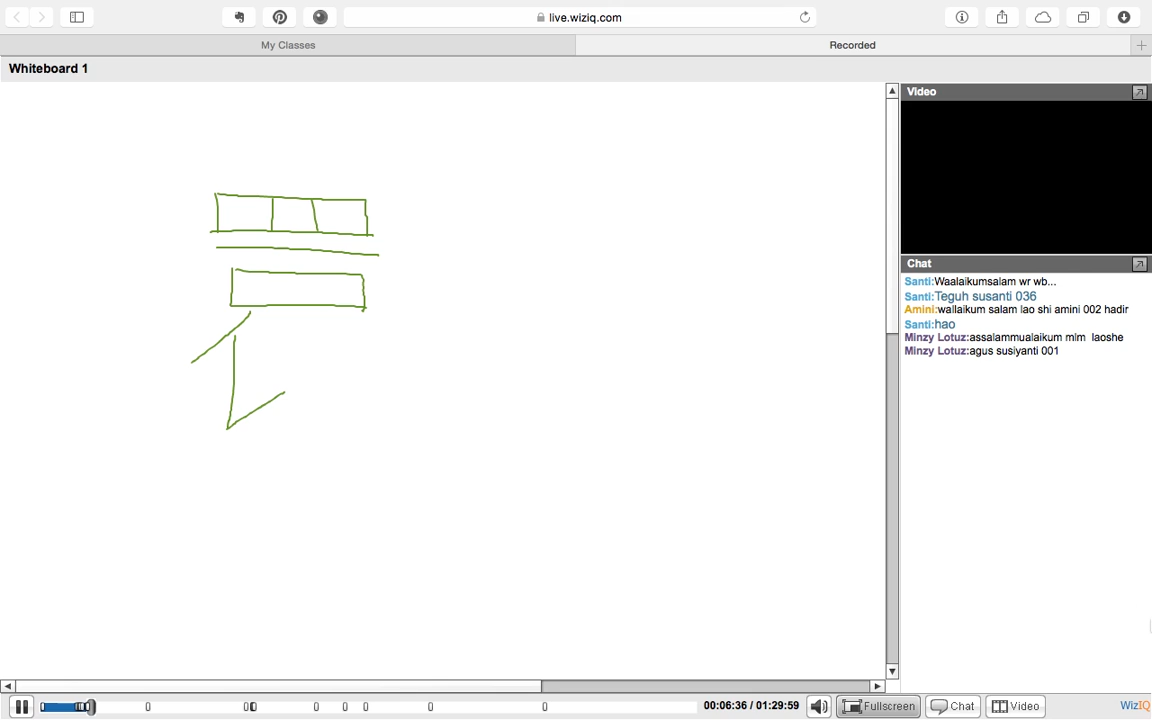 live.wiziq.com
My Classes
Recorded
Whiteboard 1
Video
Chat
Santi:Waalaikumsalam wr wb...
Santi:Teguh susanti 036
Amini:wallaikum salam lao shi amini 002 hadir
Santi:hao
Minzy Lotuz:assalammualaikum mlm laoshe
Minzy Lotuz:agus susiyanti 001
00:06:36 / 01:29:59
Fullscreen
Chat
Video
WizIQ